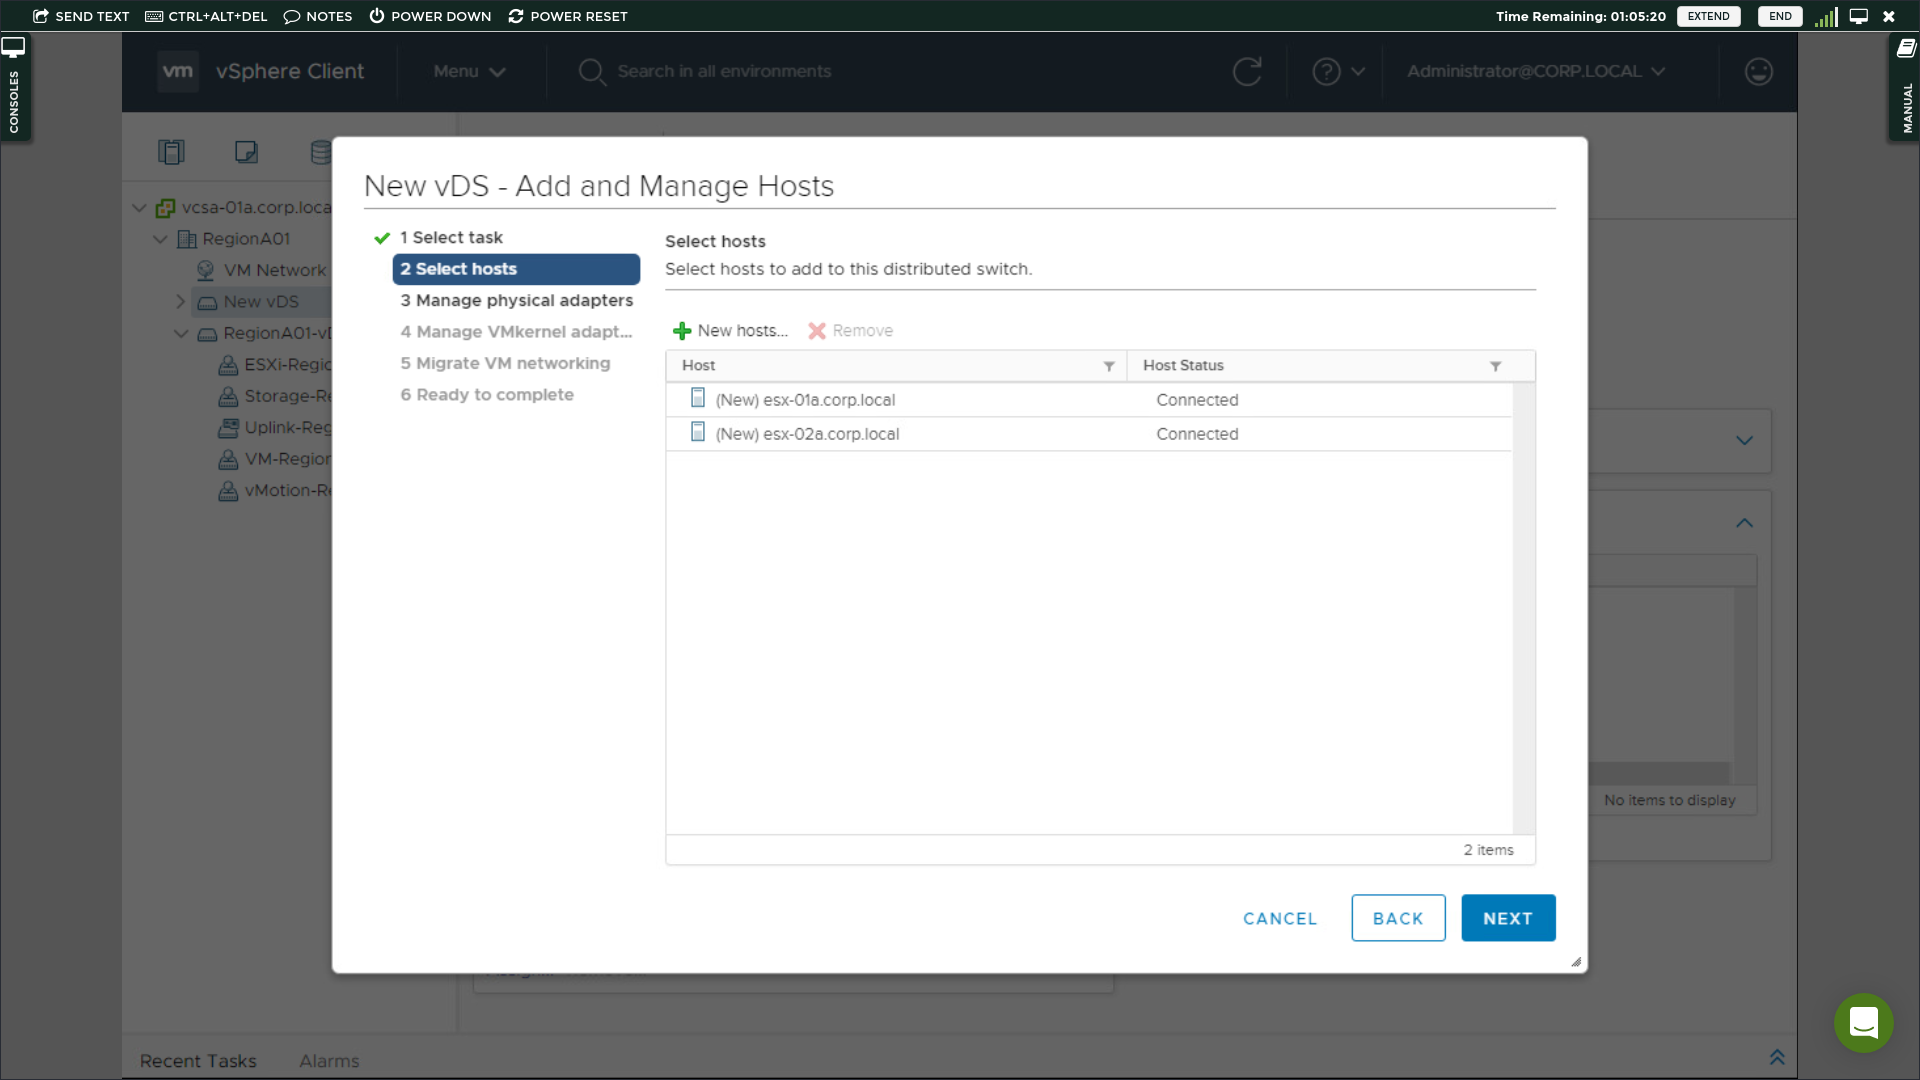 SEND TEXT CTRL+ALT+DEL NOTES POWER DOWN POWER RESET Time Remaining: 01:05:20 EXTEND END
CONSOLES
MANUAL
vm vSphere Client Menu Search in all environments Administrator@CORP.LOCAL
vcsa-01a.corp.loca
RegionA01
VM Network
New vDS
RegionA01-vD
ESXi-Regio
Storage-Re
Uplink-Reg
VM-Region
vMotion-Re
New vDS - Add and Manage Hosts
1 Select task
2 Select hosts
3 Manage physical adapters
4 Manage VMkernel adapt...
5 Migrate VM networking
6 Ready to complete
Select hosts
Select hosts to add to this distributed switch.
New hosts... Remove
Host Host Status
(New) esx-01a.corp.local Connected
(New) esx-02a.corp.local Connected
2 items
CANCEL BACK NEXT
No items to display
Recent Tasks Alarms